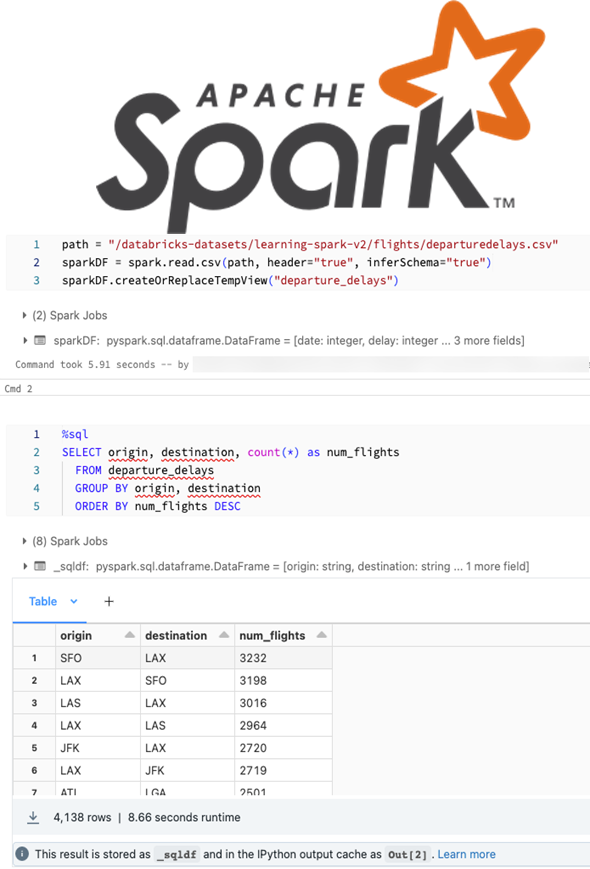 APACHE
Spark™
1 path = "/databricks-datasets/learning-spark-v2/flights/departuredelays.csv"
2 sparkDF = spark.read.csv(path, header="true", inferSchema="true")
3 sparkDF.createOrReplaceTempView("departure_delays")
(2) Spark Jobs
sparkDF: pyspark.sql.dataframe.DataFrame = [date: integer, delay: integer ... 3 more fields]
Command took 5.91 seconds -- by
Cmd 2
1 %sql
2 SELECT origin, destination, count(*) as num_flights
3 FROM departure_delays
4 GROUP BY origin, destination
5 ORDER BY num_flights DESC
(8) Spark Jobs
_sqldf: pyspark.sql.dataframe.DataFrame = [origin: string, destination: string ... 1 more field]
Table +
origin destination num_flights
1 SFO LAX 3232
2 LAX SFO 3198
3 LAS LAX 3016
4 LAX LAS 2964
5 JFK LAX 2720
6 LAX JFK 2719
7 ATL LGA 2501
4,138 rows | 8.66 seconds runtime
This result is stored as _sqldf and in the IPython output cache as Out[2] . Learn more